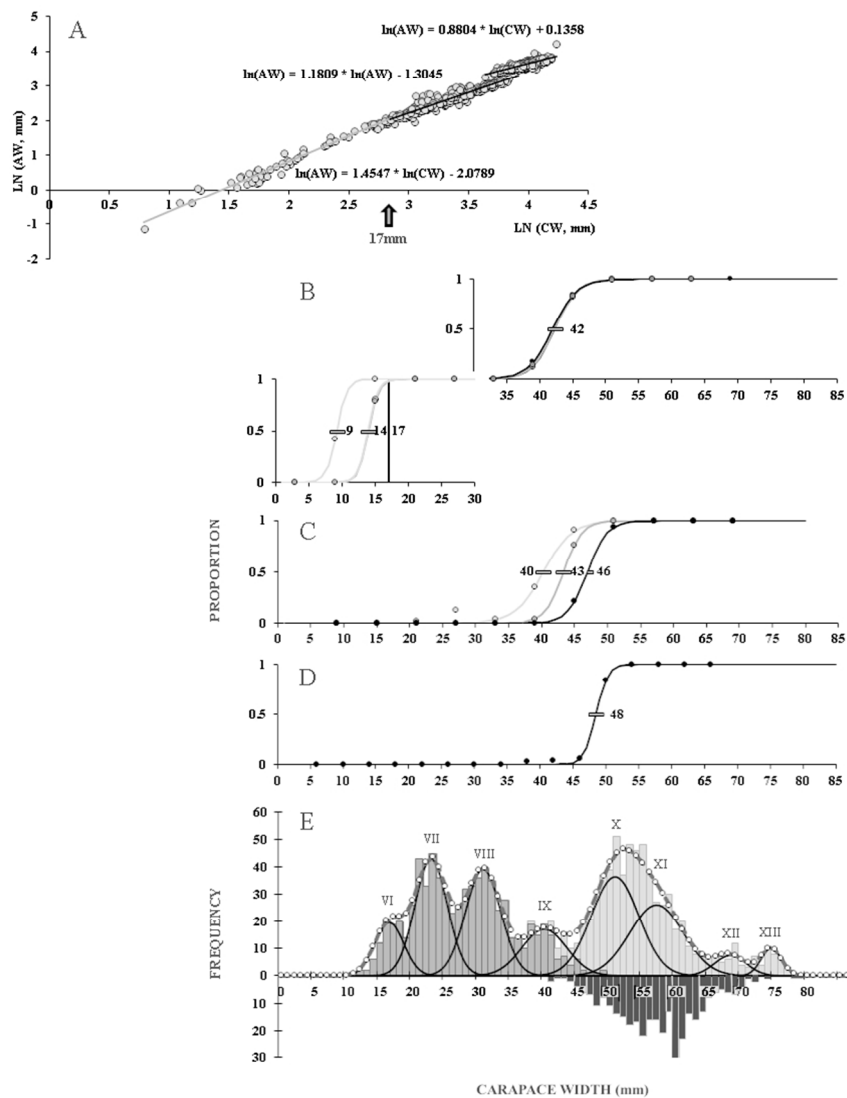 A
ln(AW) = 0.8804 * ln(CW) + 0.1358
ln(AW) = 1.1809 * ln(AW) - 1.3045
ln(AW) = 1.4547 * ln(CW) - 2.0789
LN (AW, mm)
5
4
3
2
1
0
-1
-2
0 0.5 1 1.5 2 2.5 3 3.5 4 4.5
17mm
LN (CW, mm)
B
1
0.5
42
35 40 45 50 55 60 65 70 75 80 85
1
0.5
0
9 14 17
0 5 10 15 20 25 30
PROPORTION
C
1
0.5
0
40 43 46
0 5 10 15 20 25 30 35 40 45 50 55 60 65 70 75 80 85
D
1
0.5
0
48
0 5 10 15 20 25 30 35 40 45 50 55 60 65 70 75 80 85
E
FREQUENCY
60
50
40
30
20
10
0
10
20
30
VI VII VIII IX X XI XII XIII
0 5 10 15 20 25 30 35 40 45 50 55 60 65 70 75 80 85
CARAPACE WIDTH (mm)